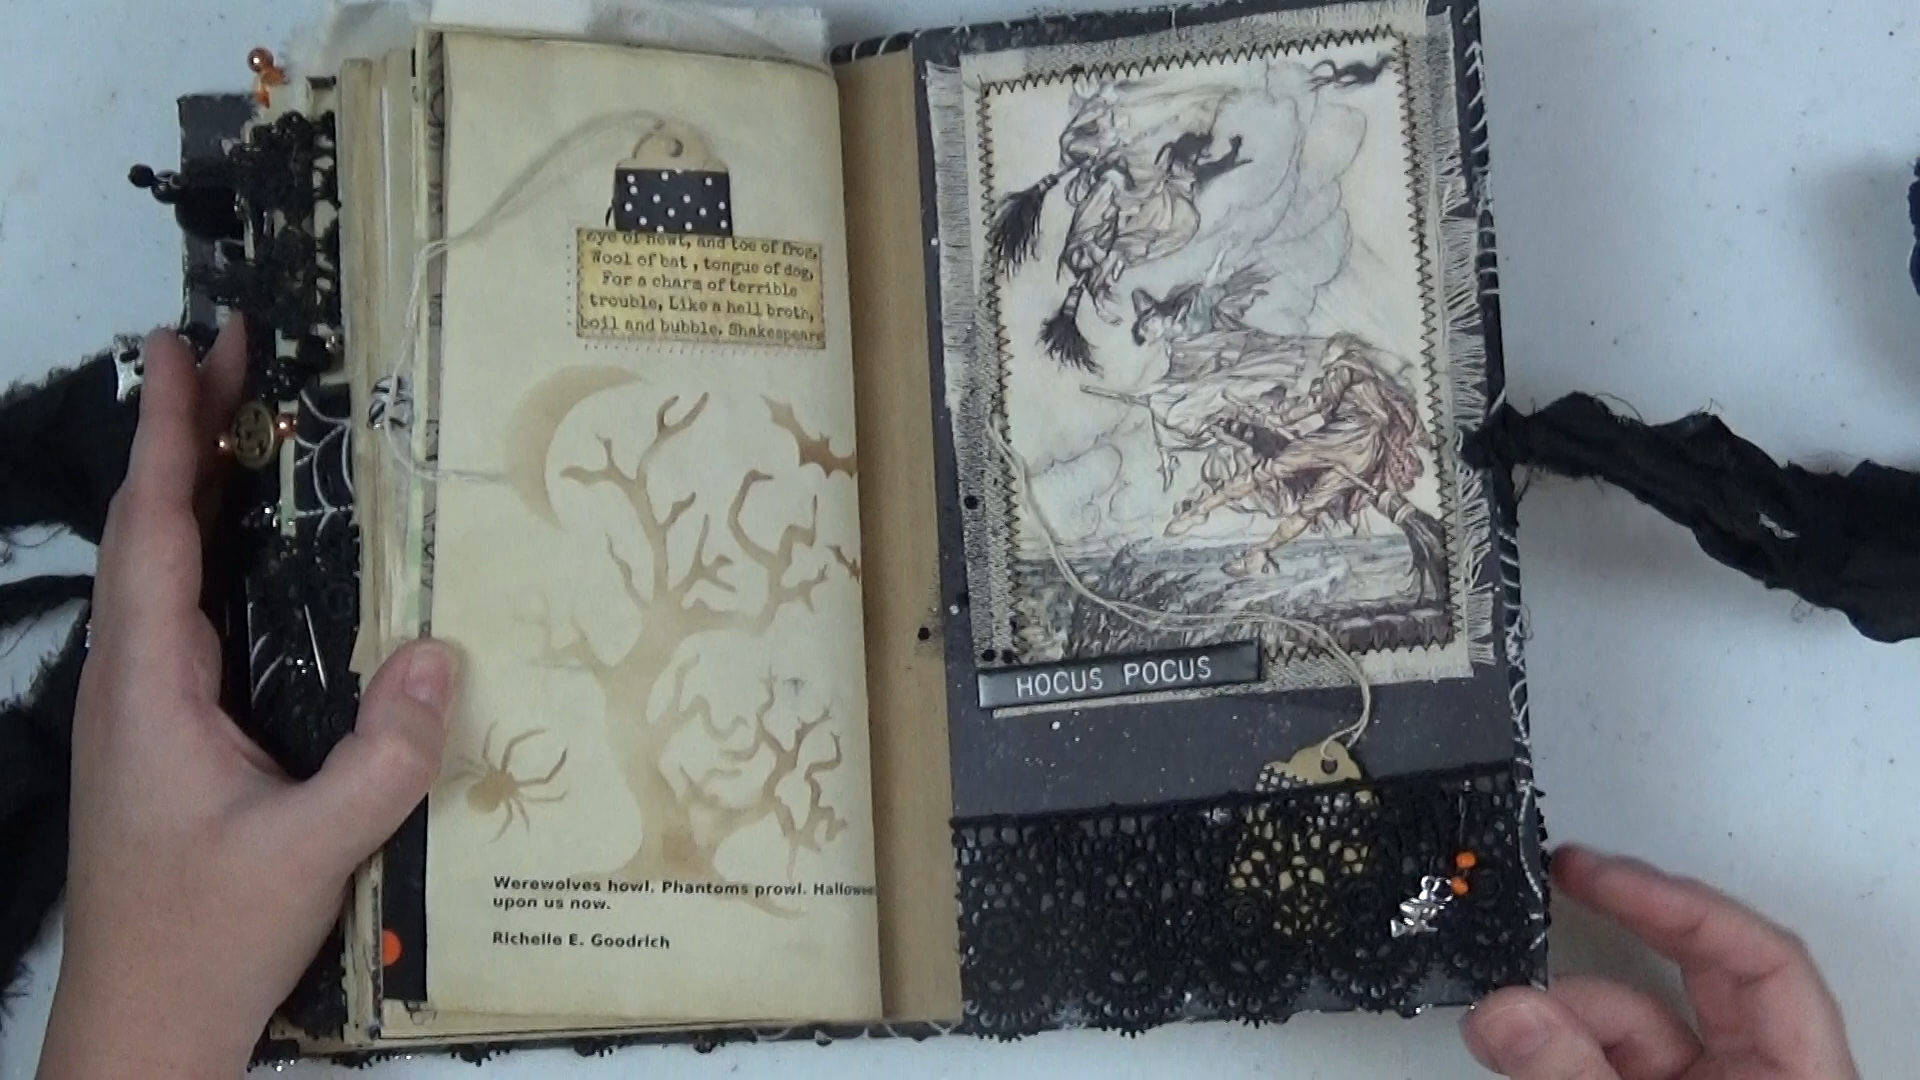 Eye of newt, and toe of frog,
Wool of bat , tongue of dog,
For a charm of terrible
trouble, Like a hell broth,
boil and bubble. Shakespeare
Werewolves howl. Phantoms prowl.
upon us now.
Richelle E. Goodrich
HOCUS POCUS